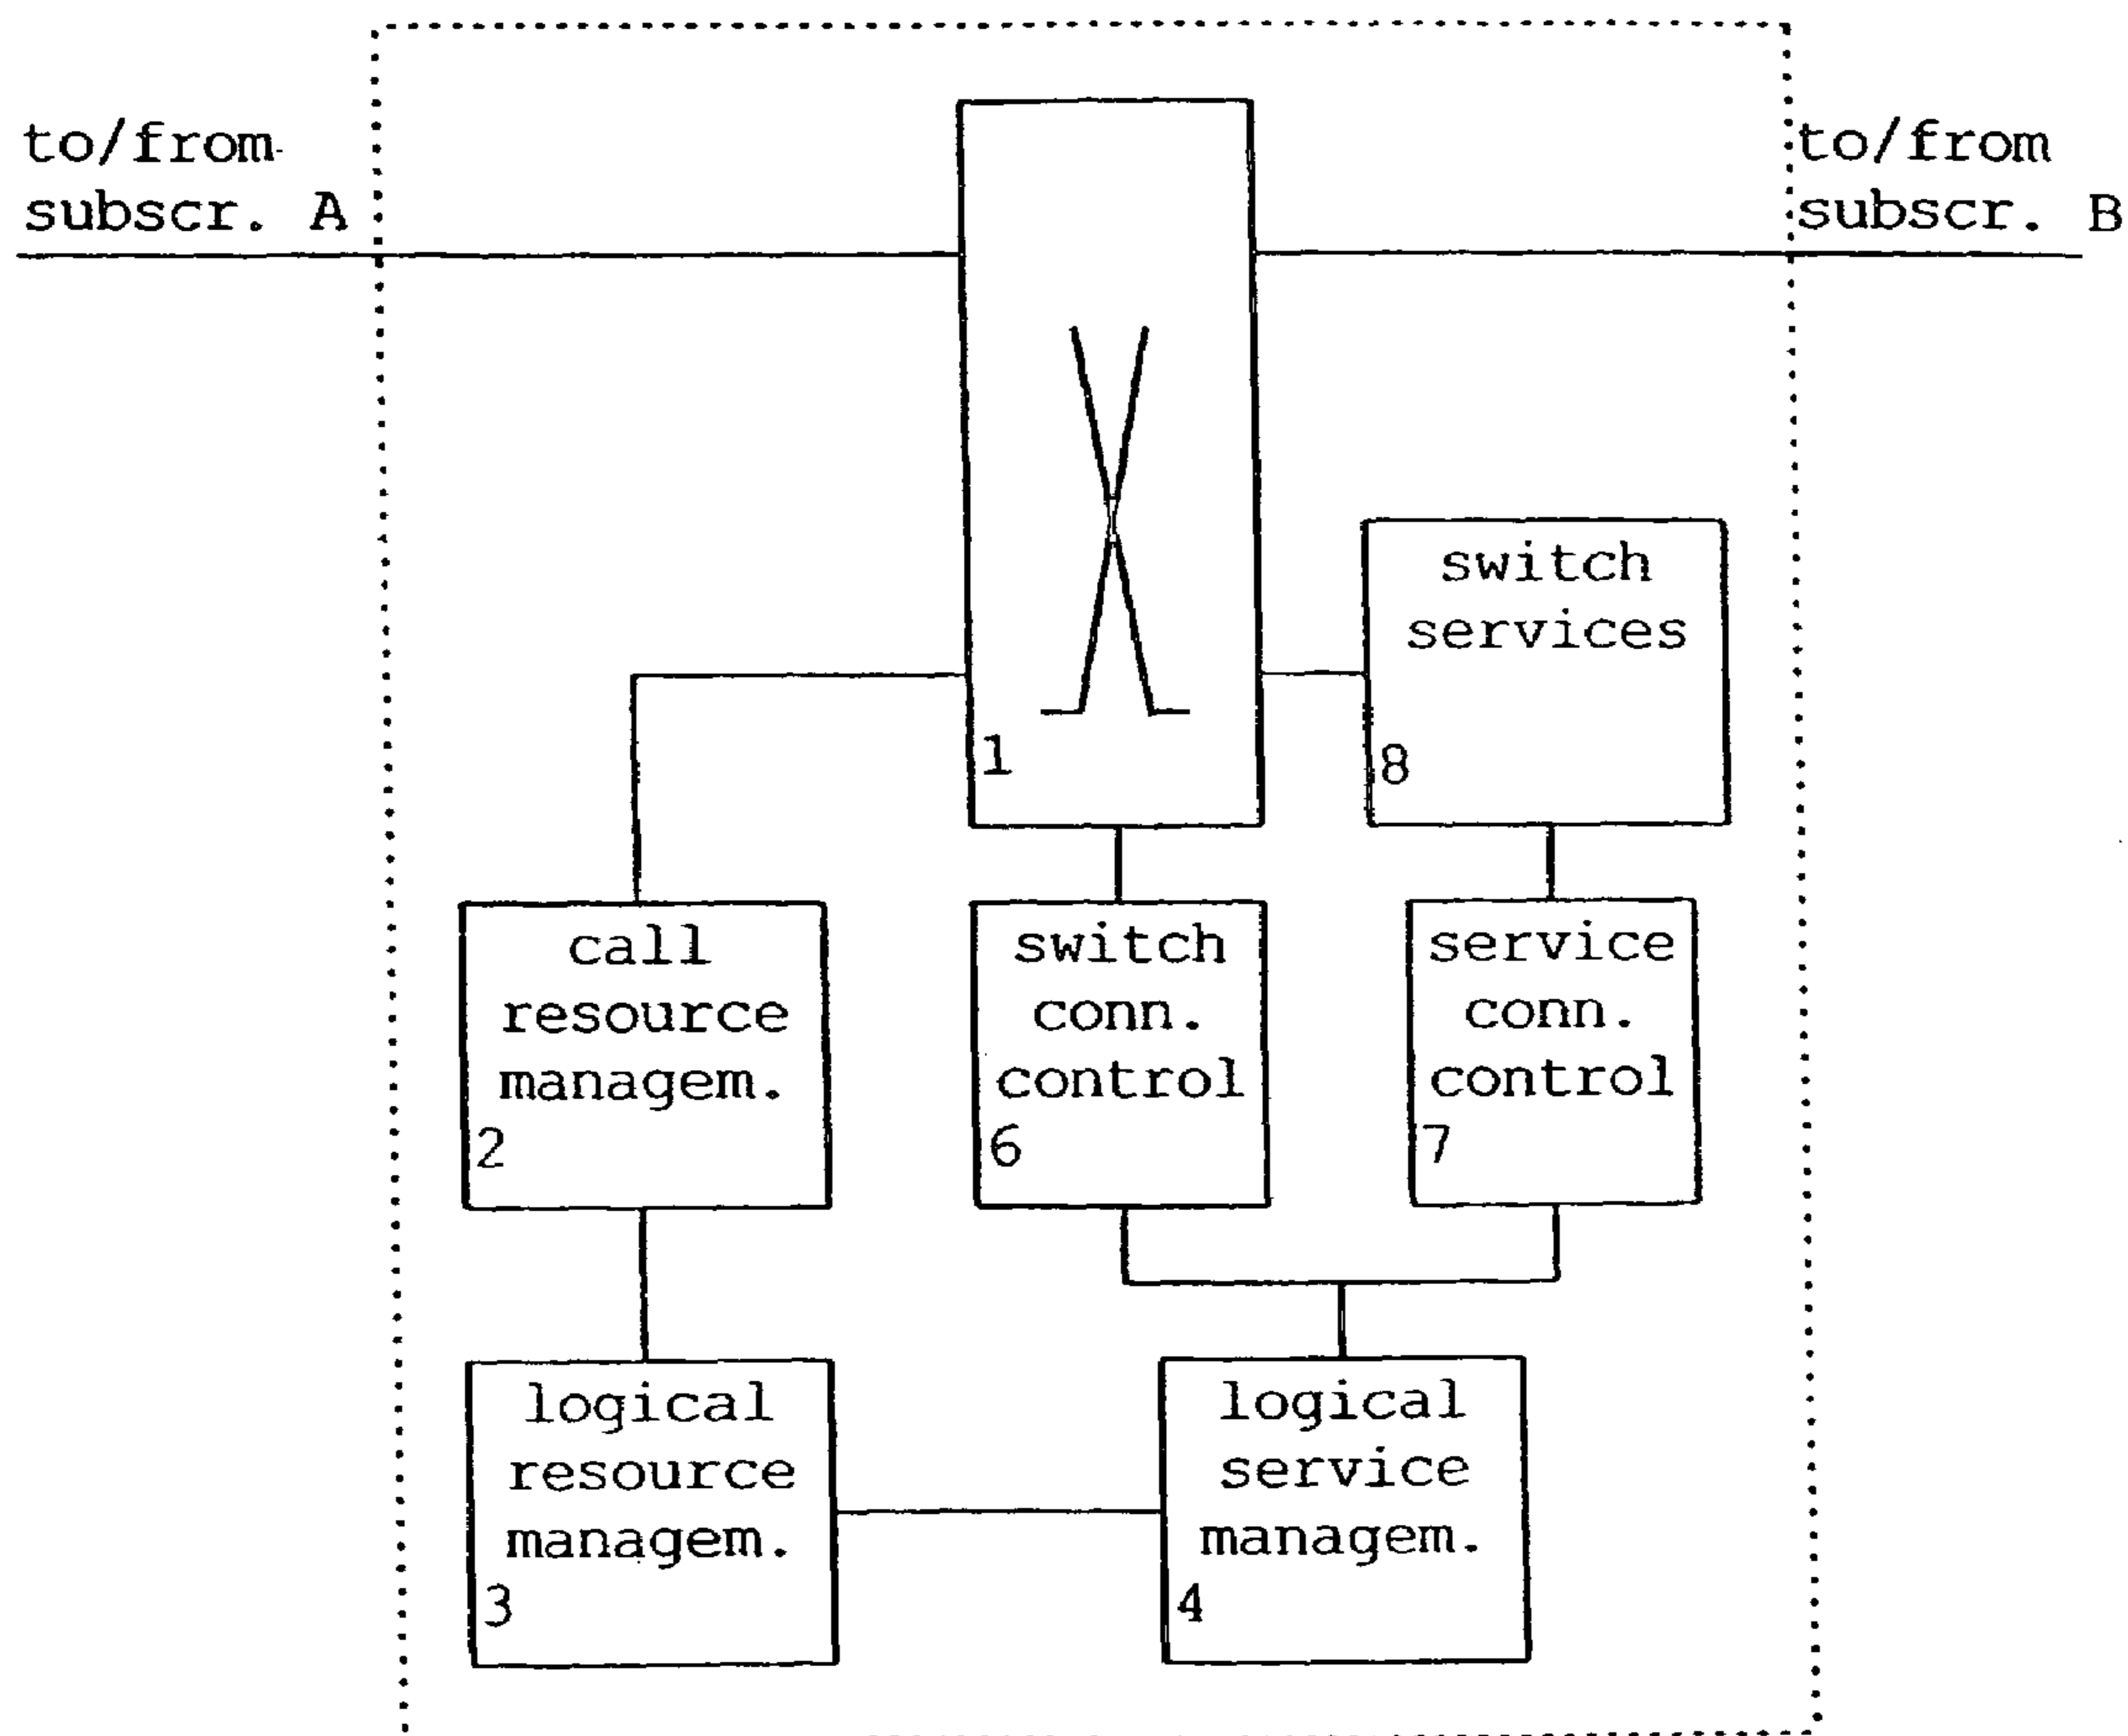 to/from
subscr. A
to/from
subscr. B
1
switch
services
8
call
resource
managem.
2
switch
conn.
control
6
service
conn.
control
7
logical
resource
managem.
3
logical
service
managem.
4